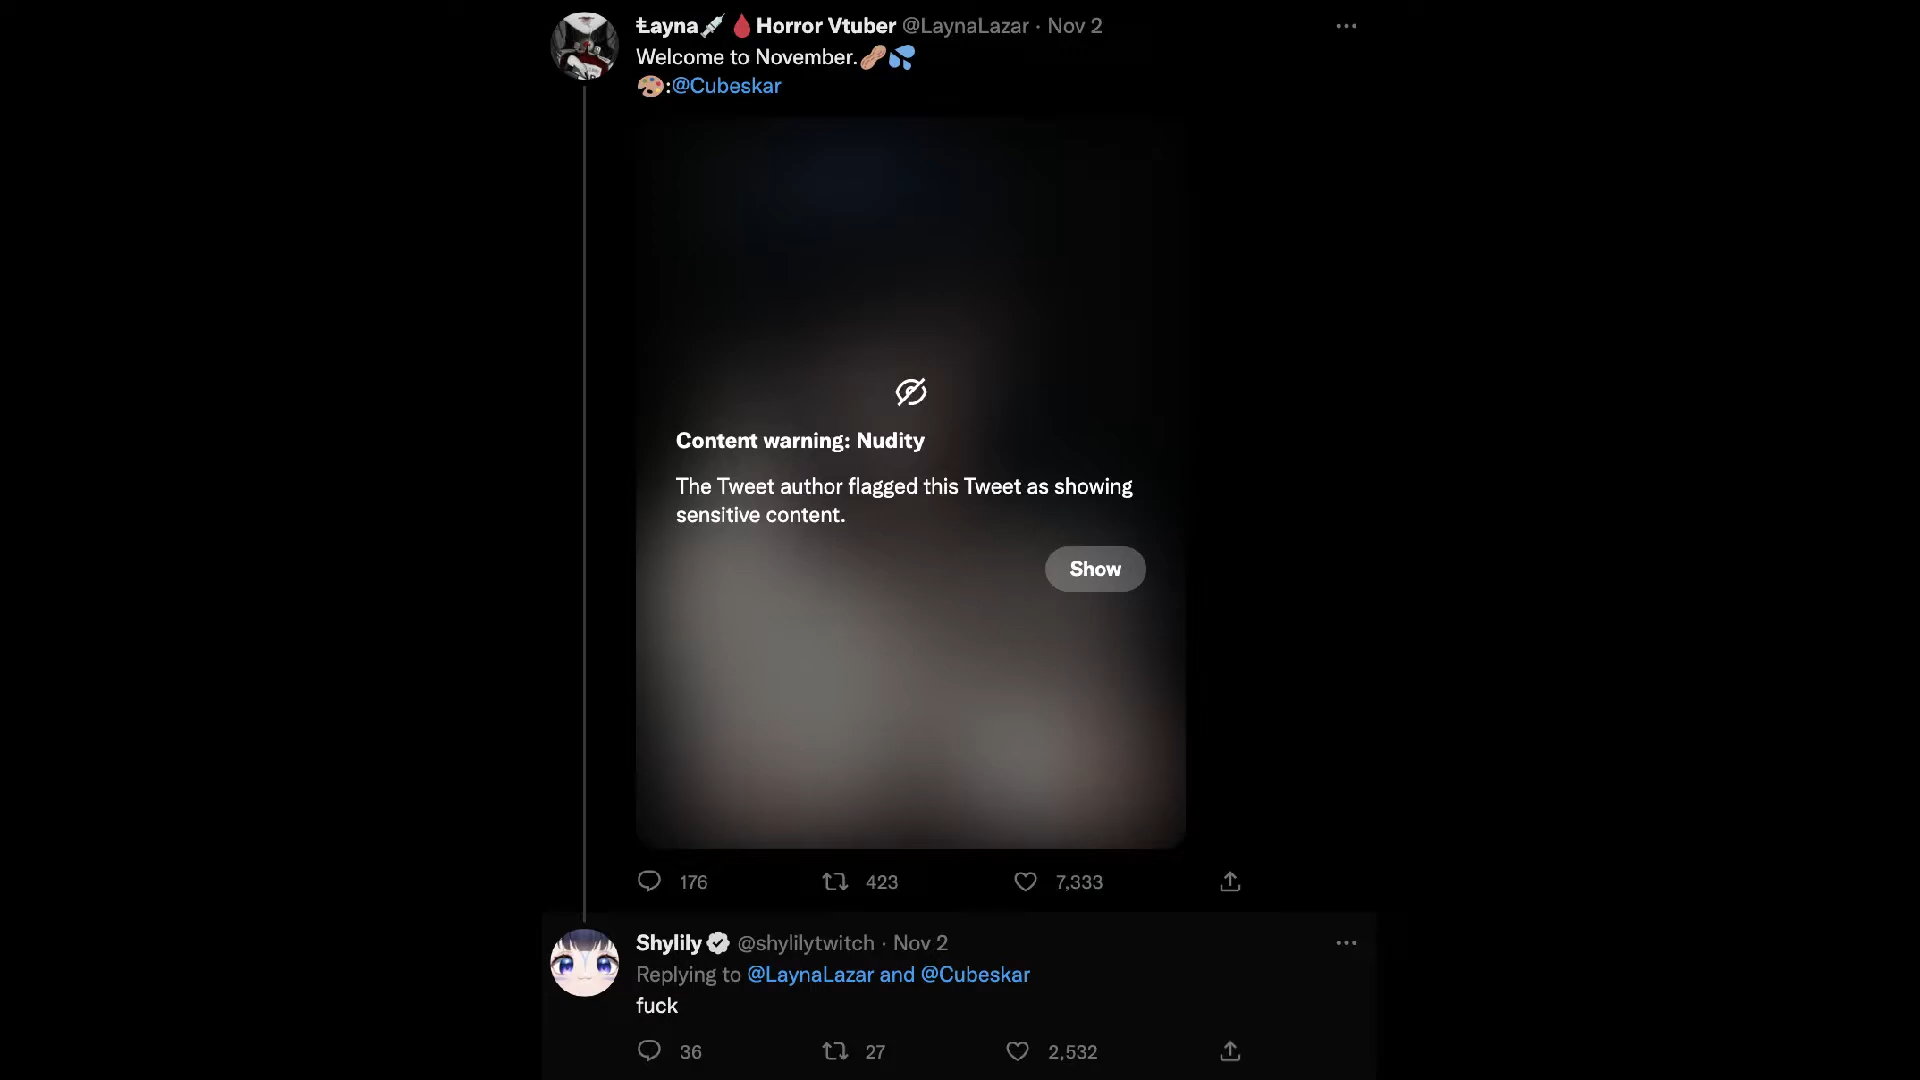 Łayna💉🩸Horror Vtuber @LaynaLazar · Nov 2
Welcome to November.🥜💦
🎨:@Cubeskar
Content warning: Nudity
The Tweet author flagged this Tweet as showing
sensitive content.
Show
176 423 7,333
Shylily @shylilytwitch · Nov 2
Replying to @LaynaLazar and @Cubeskar
fuck
36 27 2,532